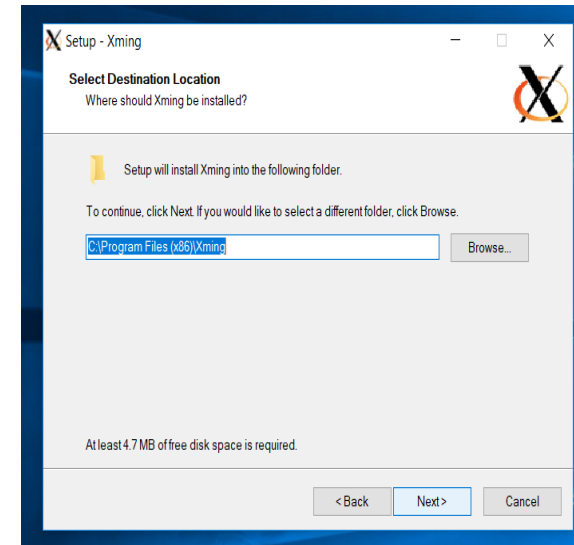 Setup - Xming
Select Destination Location
Where should Xming be installed?
Setup will install Xming into the following folder.
To continue, click Next. If you would like to select a different folder, click Browse.
C:\Program Files (x86)\Xming
Browse...
At least 4.7 MB of free disk space is required.
< Back
Next >
Cancel